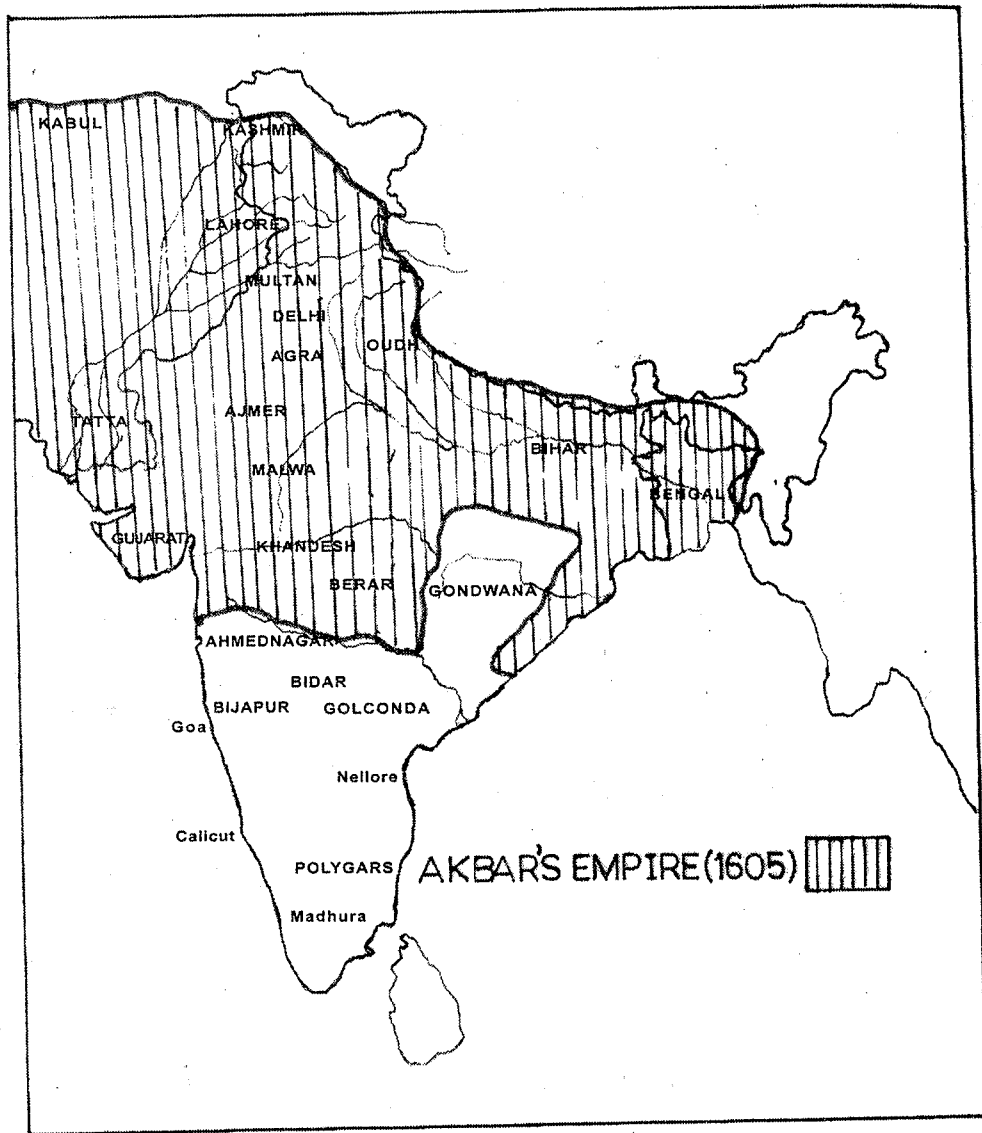 KABUL
KASHMIR
LAHORE
MULTAN
DELHI
OUDH
AGRA
AJMER
TATTA
BIHAR
MALWA
BENGAL
GUJARAT
KHANDESH
BERAR
GONDWANA
AHMEDNAGAR
BIDAR
BIJAPUR
GOLCONDA
Goa
Nellore
Calicut
POLYGARS
AKBAR'S EMPIRE(1605)
Madhura